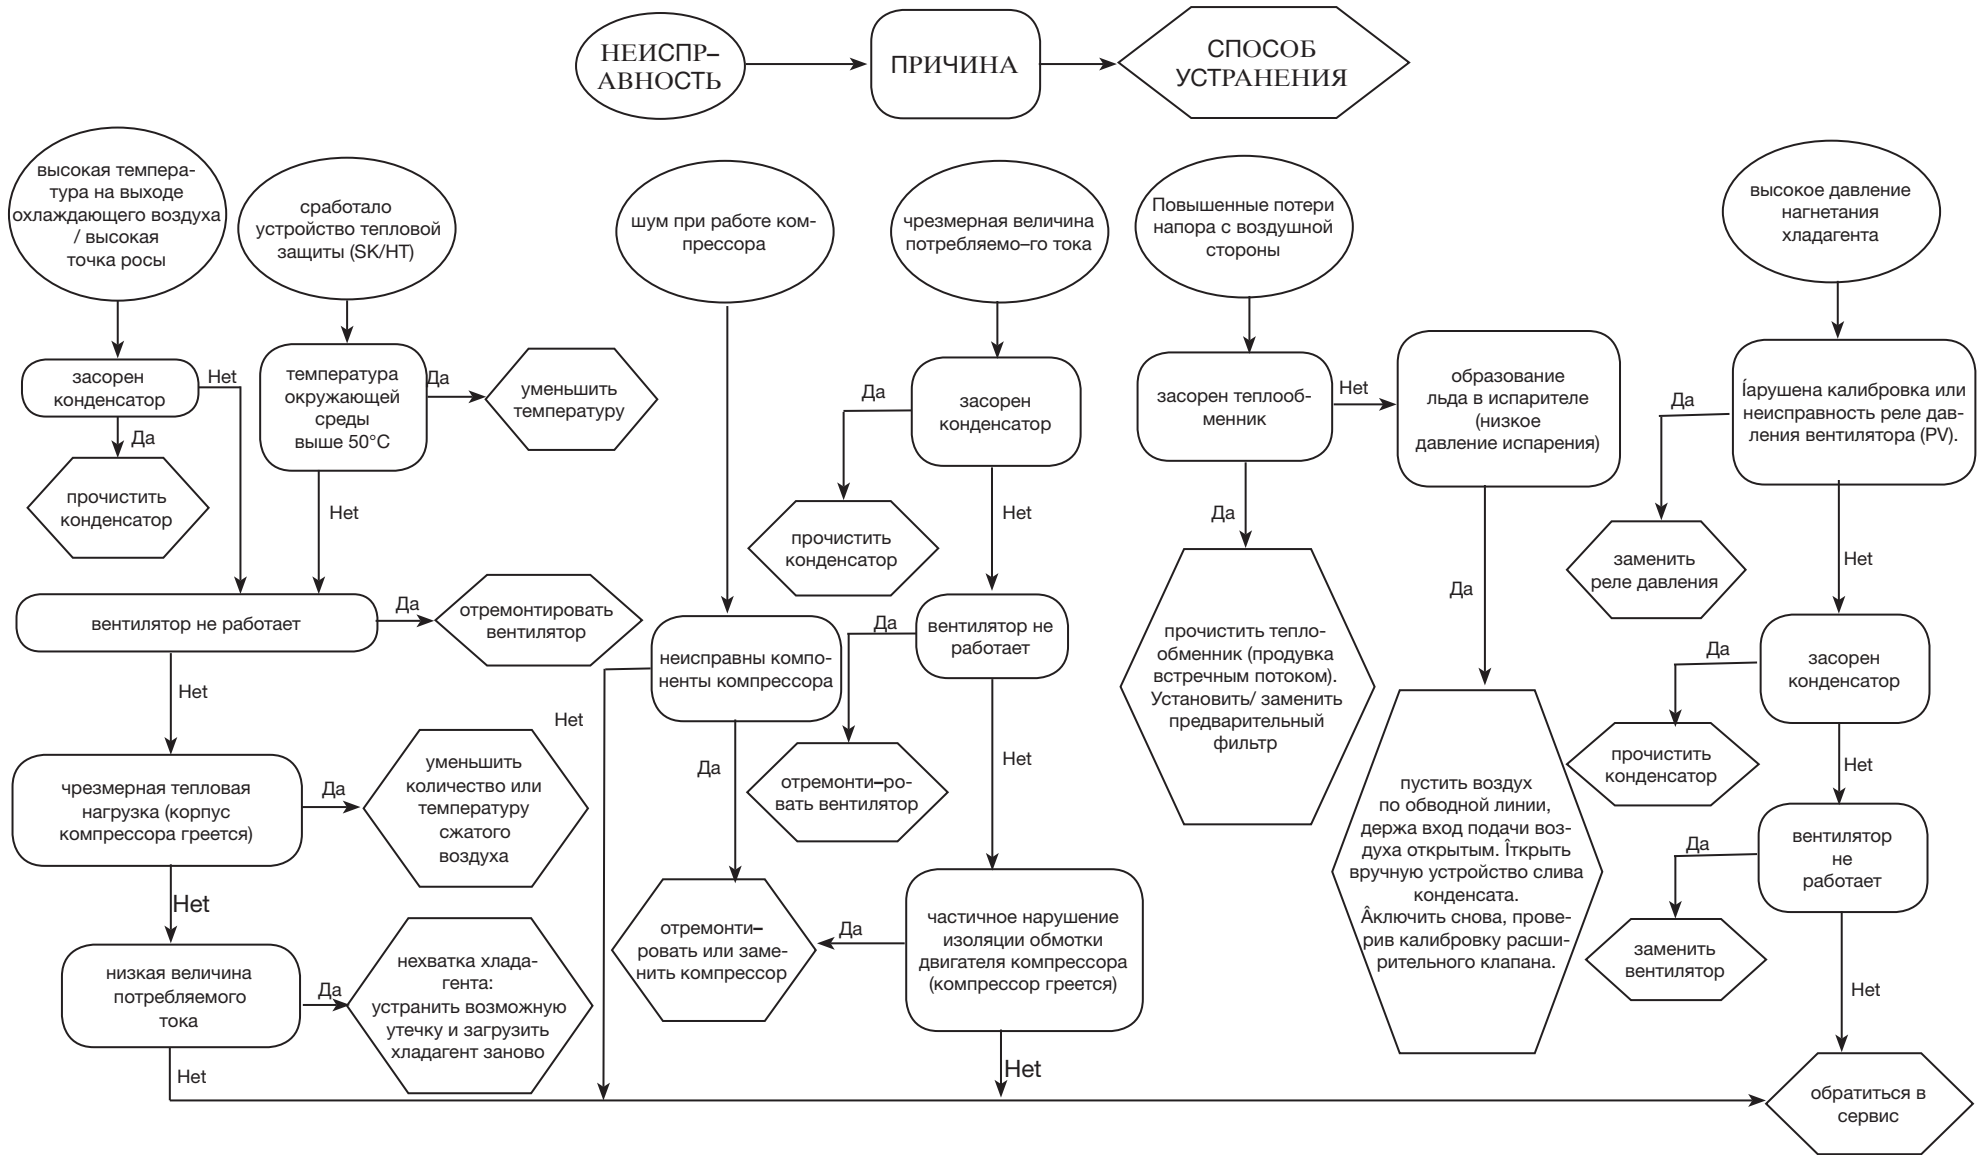 НЕИСПР–
АВНОСТЬ
ПРИЧИНА
СПОСОБ
УСТРАНЕНИЯ
высокая темпера-
тура на выходе
охлаждающего воздуха
/ высокая
точка росы
сработало
устройство тепловой
защиты (SK/HT)
шум при работе ком-
прессора
чрезмерная величина
потребляемо–го тока
Повышенные потери
напора с воздушной
стороны
высокое давление
нагнетания
хладагента
засорен
конденсатор
Нет
Да
прочистить
конденсатор
температура
окружающей
среды
выше 50°C
Да
уменьшить
температуру
Нет
вентилятор не работает
Да
отремонтировать
вентилятор
Нет
чрезмерная тепловая
нагрузка (корпус
компрессора греется)
Да
уменьшить
количество или
температуру
сжатого
воздуха
Нет
низкая величина
потребляемого
тока
Да
нехватка хлада-
гента:
устранить возможную
утечку и загрузить
хладагент заново
Нет
неисправны компо-
ненты компрессора
Нет
Да
отремонти–
ровать или заме-
нить компрессор
засорен
конденсатор
Да
прочистить
конденсатор
Нет
вентилятор не
работает
Да
отремонти–ро-
вать вентилятор
Нет
частичное нарушение
изоляции обмотки
двигателя компрессора
(компрессор греется)
Да
Нет
засорен теплооб-
менник
Нет
Да
прочистить тепло-
обменник (продувка
встречным потоком).
Установить/ заменить
предварительный
фильтр
образование
льда в испарителе
(низкое
давление испарения)
Да
пустить воздух
по обводной линии,
держа вход подачи воз-
духа открытым. Îткрыть
вручную устройство слива
конденсата.
Âключить снова, прове-
рив калибровку расши-
рительного клапана.
Íарушена калибровка или
неисправность реле дав-
ления вентилятора (PV).
Да
заменить
реле давления
Нет
засорен
конденсатор
Да
прочистить
конденсатор
Нет
вентилятор
не
работает
Да
заменить
вентилятор
Нет
обратиться в
сервис